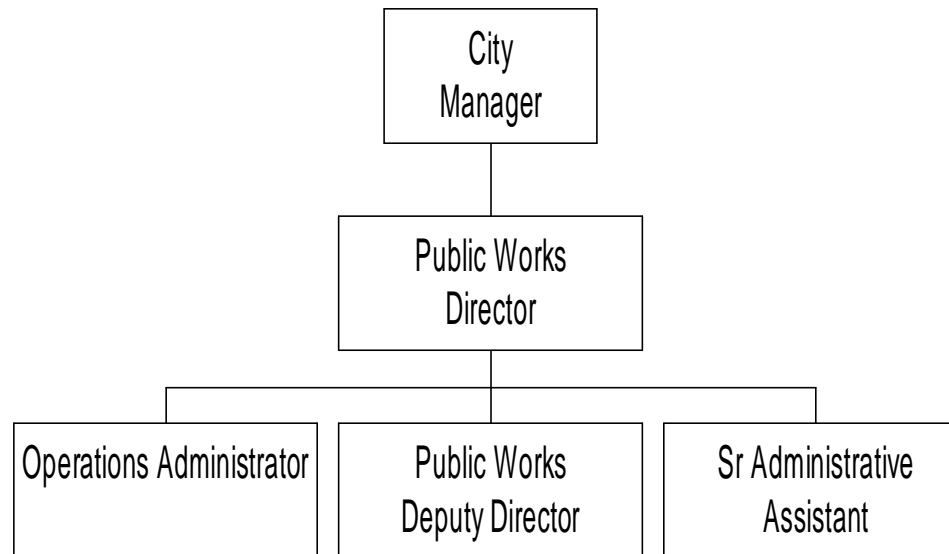 City
Manager
Public Works
Director
Operations Administrator
Public Works
Deputy Director
Sr Administrative
Assistant